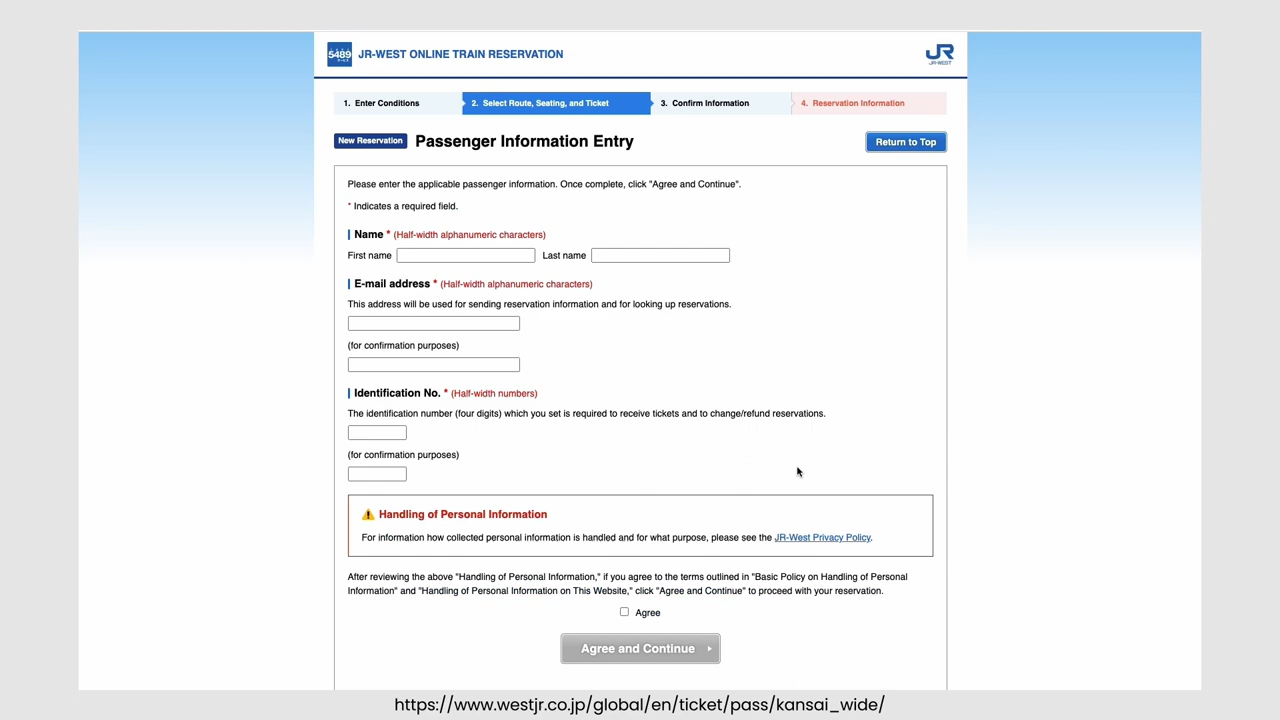 5489
JR-WEST ONLINE TRAIN RESERVATION
JR
JR-WEST
1. Enter Conditions
2. Select Route, Seating, and Ticket
3. Confirm Information
4. Reservation Information
New Reservation
Passenger Information Entry
Return to Top
Please enter the applicable passenger information. Once complete, click "Agree and Continue".
* Indicates a required field.
Name * (Half-width alphanumeric characters)
First name
Last name
E-mail address * (Half-width alphanumeric characters)
This address will be used for sending reservation information and for looking up reservations.
(for confirmation purposes)
Identification No. * (Half-width numbers)
The identification number (four digits) which you set is required to receive tickets and to change/refund reservations.
(for confirmation purposes)
Handling of Personal Information
For information how collected personal information is handled and for what purpose, please see the JR-West Privacy Policy.
After reviewing the above "Handling of Personal Information," if you agree to the terms outlined in "Basic Policy on Handling of Personal
Information" and "Handling of Personal Information on This Website," click "Agree and Continue" to proceed with your reservation.
Agree
Agree and Continue
https://www.westjr.co.jp/global/en/ticket/pass/kansai_wide/